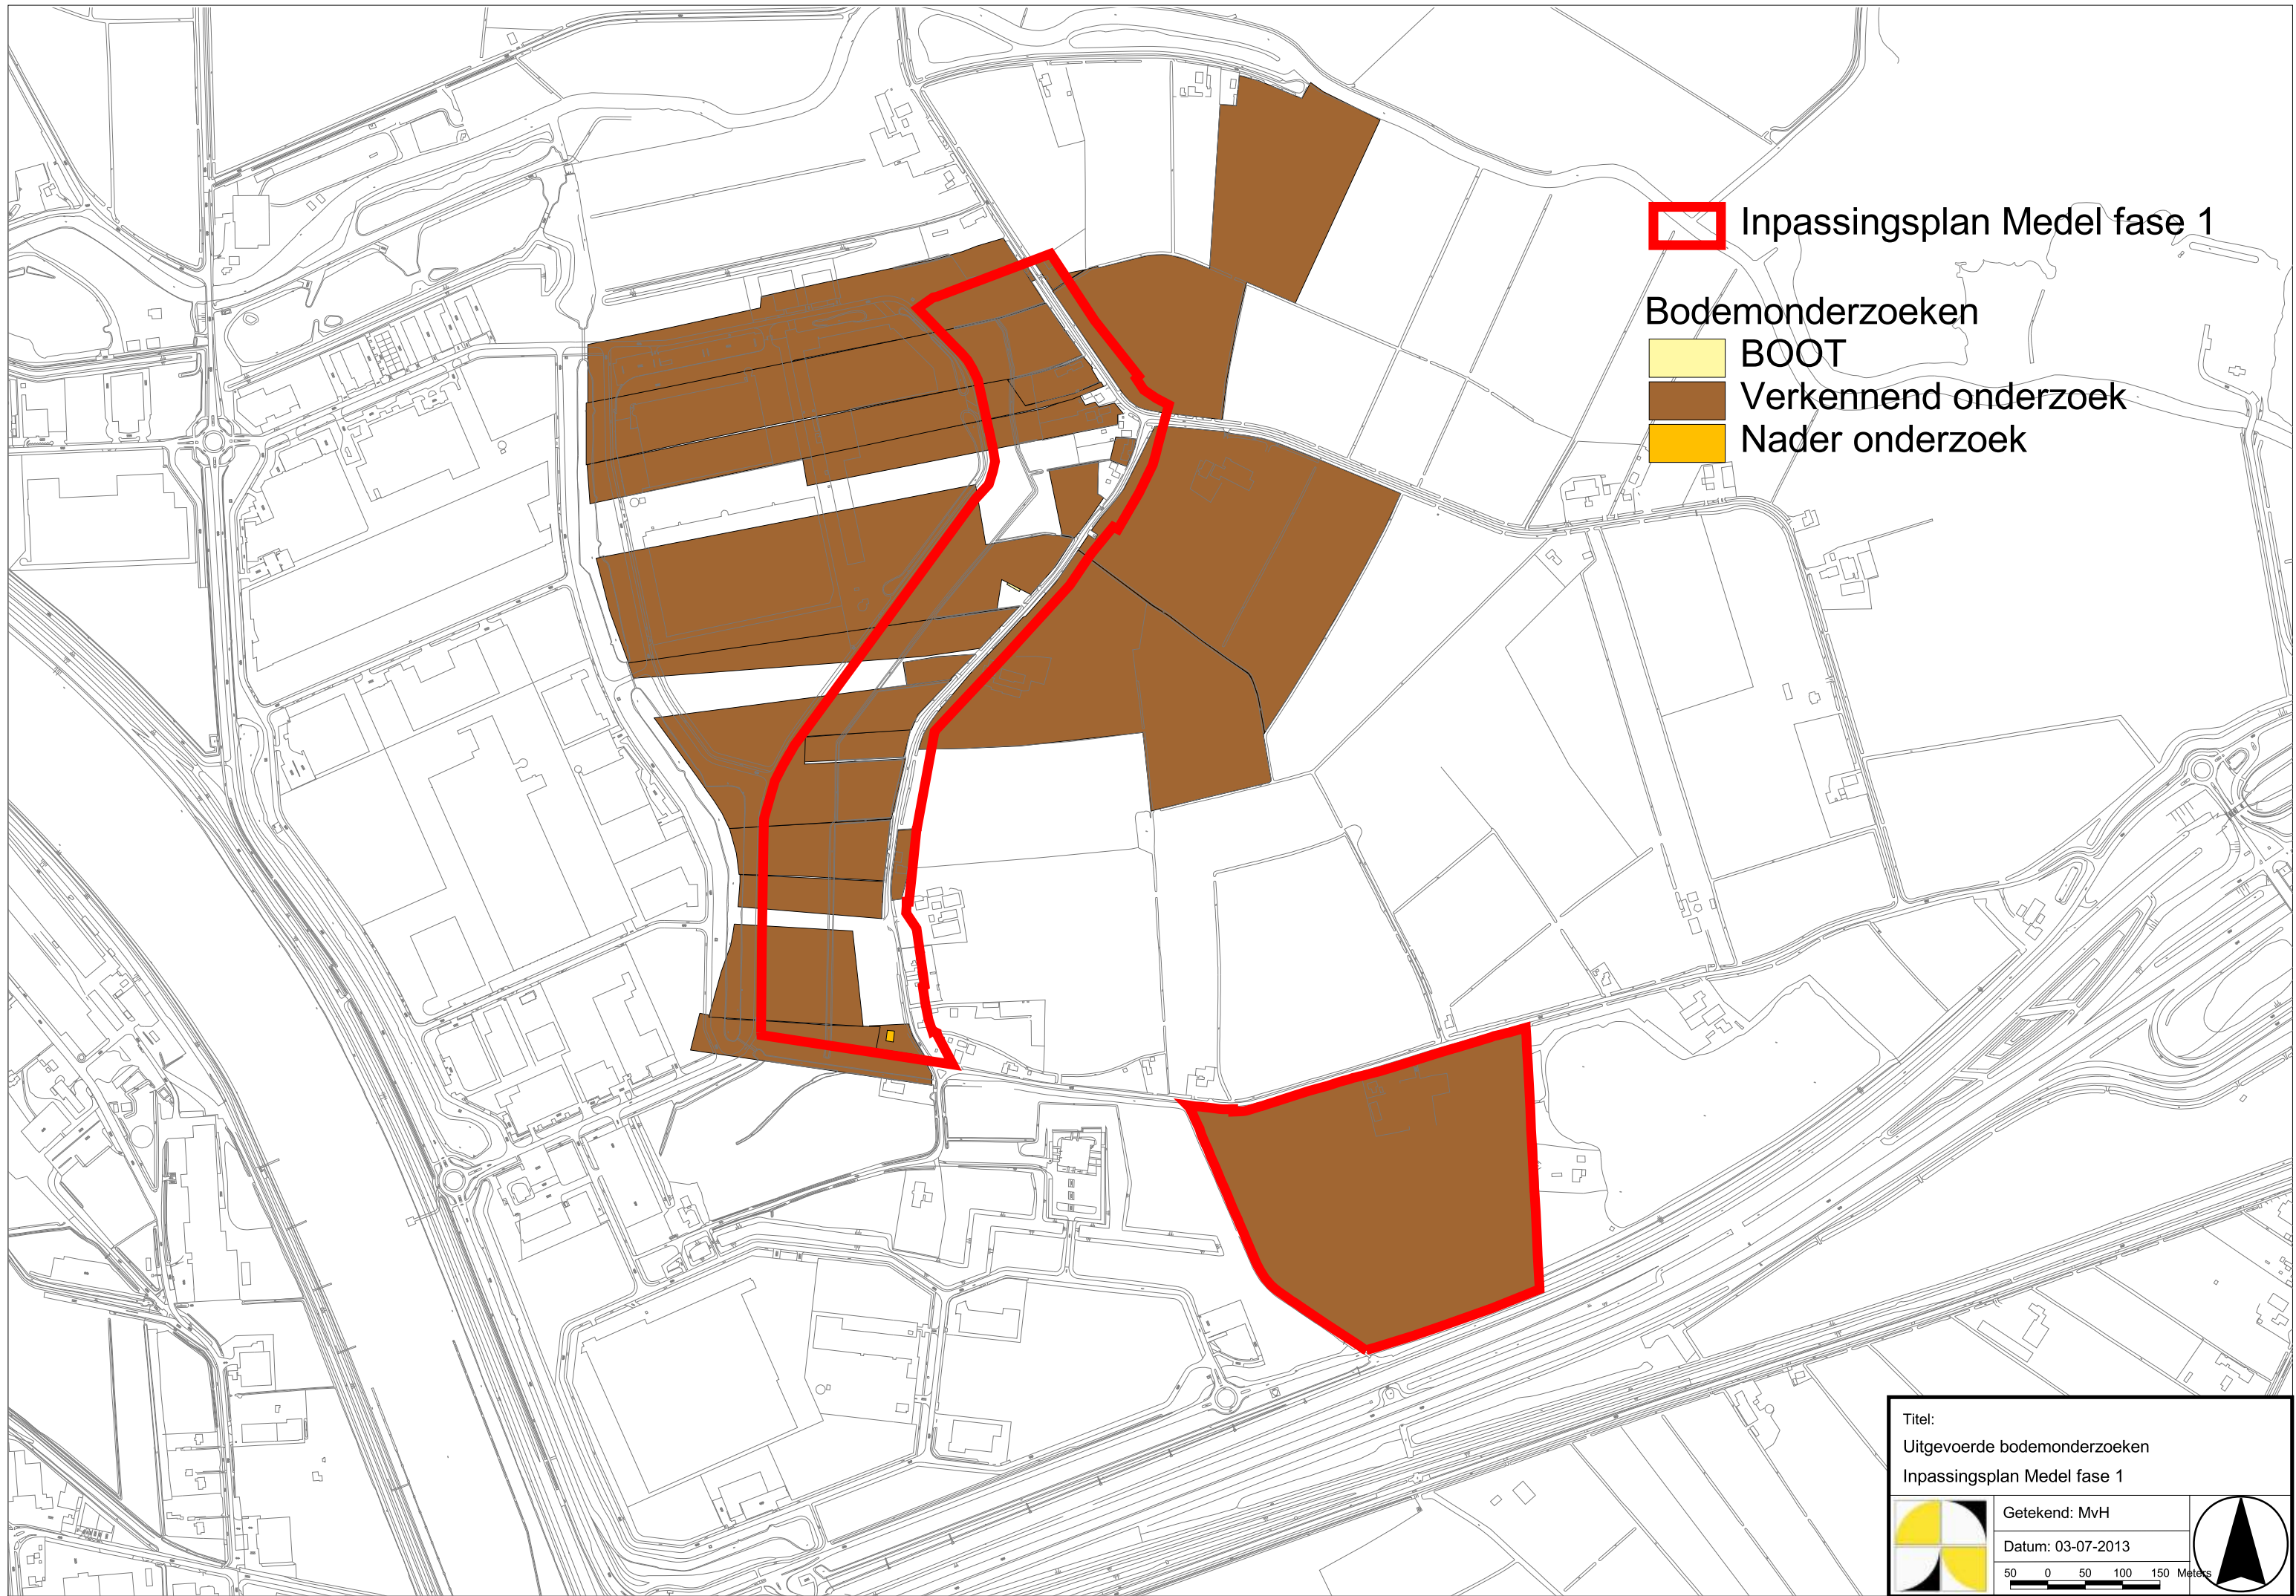 Inpassingsplan Medel fase 1
Bodemonderzoeken
BOOT
Verkennend onderzoek
Nader onderzoek
Titel:
Uitgevoerde bodemonderzoeken
Inpassingsplan Medel fase 1
Getekend: MvH
Datum: 03-07-2013
50 0 50 100 150 Meters